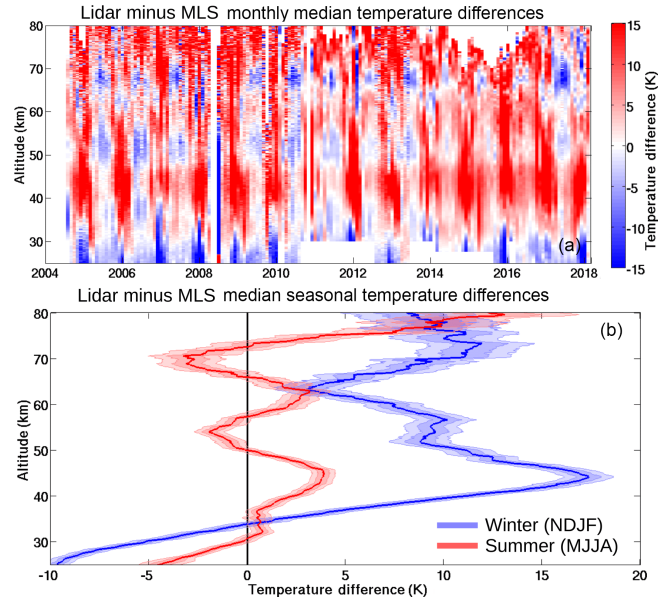 Lidar minus MLS monthly median temperature differences
80
70
60
50
40
30
Altitude (km)
2004 2006 2008 2010 2012 2014 2016 2018
(a)
15
10
5
0
-5
-10
-15
Temperature difference (K)
Lidar minus MLS median seasonal temperature differences
80
70
60
50
40
30
Altitude (km)
(b)
Winter (NDJF)
Summer (MJJA)
-10 -5 0 5 10 15 20
Temperature difference (K)